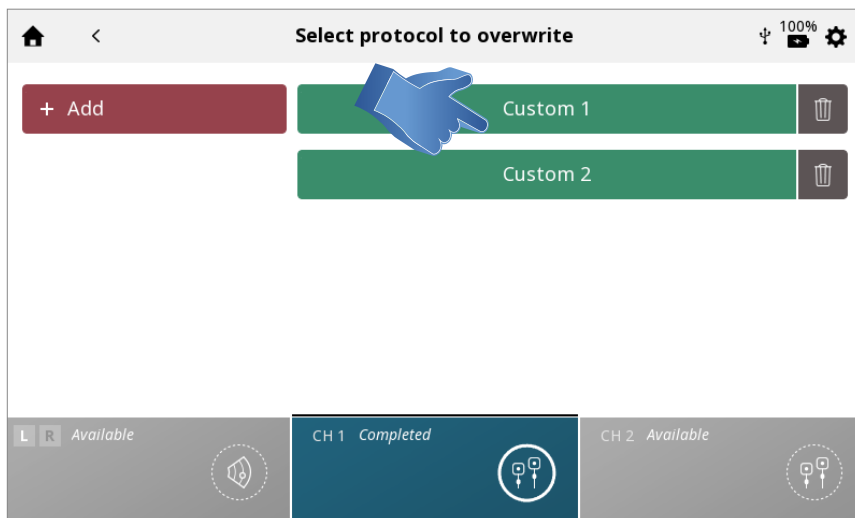 Select protocol to overwrite
100%
+ Add
Custom 1
Custom 2
L R Available
CH 1 Completed
CH 2 Available